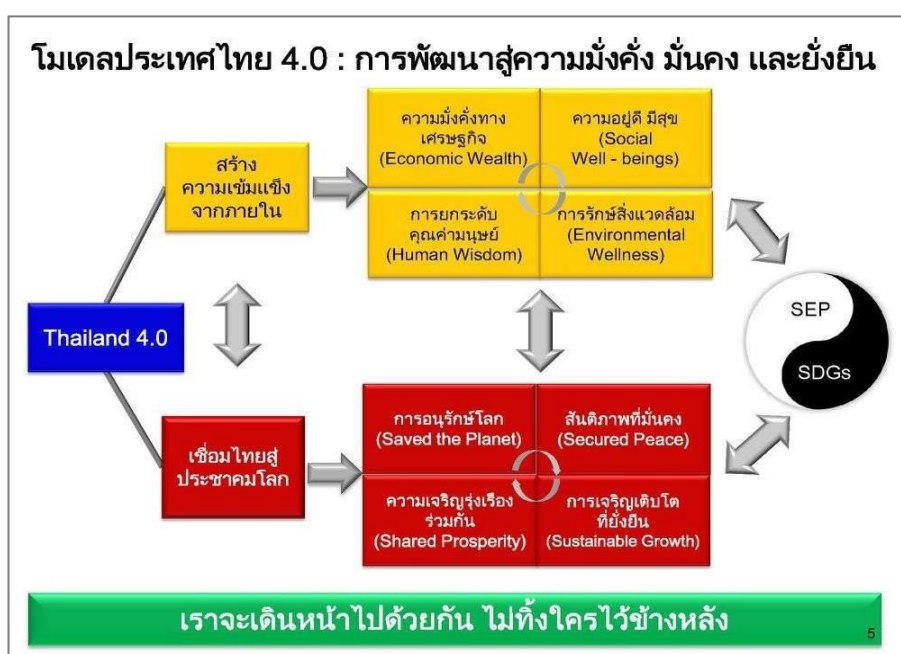 โมเดลประเทศไทย 4.0 : การพัฒนาสู่ความมั่งคั่ง มั่นคง และยั่งยืน
ความมั่งคั่งทาง
เศรษฐกิจ
(Economic Wealth)
ความอยู่ดี มีสุข
(Social
Well - beings)
สร้าง
ความเข้มแข็ง
จากภายใน
การยกระดับ
คุณค่ามนุษย์
(Human Wisdom)
การรักษ์สิ่งแวดล้อม
(Environmental
Wellness)
Thailand 4.0
SEP
SDGs
เชื่อมไทยสู่
ประชาคมโลก
การอนุรักษ์โลก
(Saved the Planet)
สันติภาพที่มั่นคง
(Secured Peace)
ความเจริญรุ่งเรือง
ร่วมกัน
(Shared Prosperity)
การเจริญเติบโต
ที่ยั่งยืน
(Sustainable Growth)
เราจะเดินหน้าไปด้วยกัน ไม่ทิ้งใครไว้ข้างหลัง
5